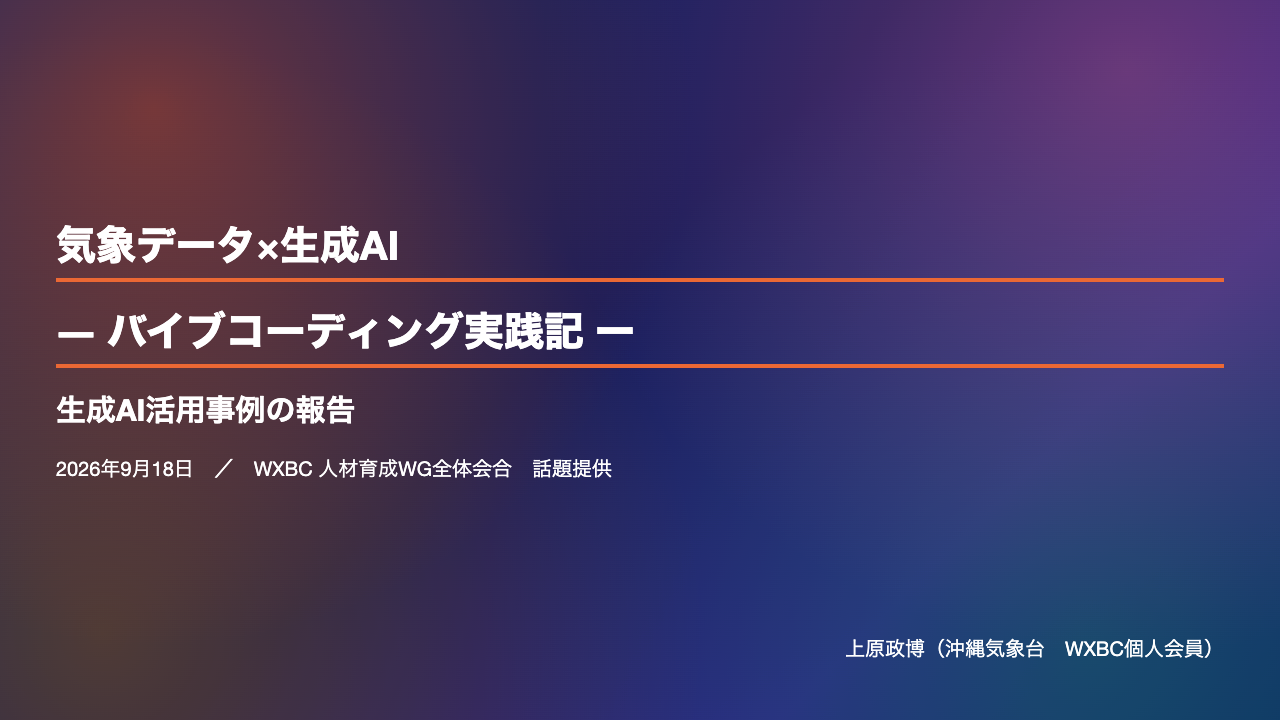 気象データ×生成AI
— バイブコーディング実践記 ー
生成AI活用事例の報告
2026年9月18日　／　WXBC 人材育成WG全体会合　話題提供
上原政博（沖縄気象台　WXBC個人会員）